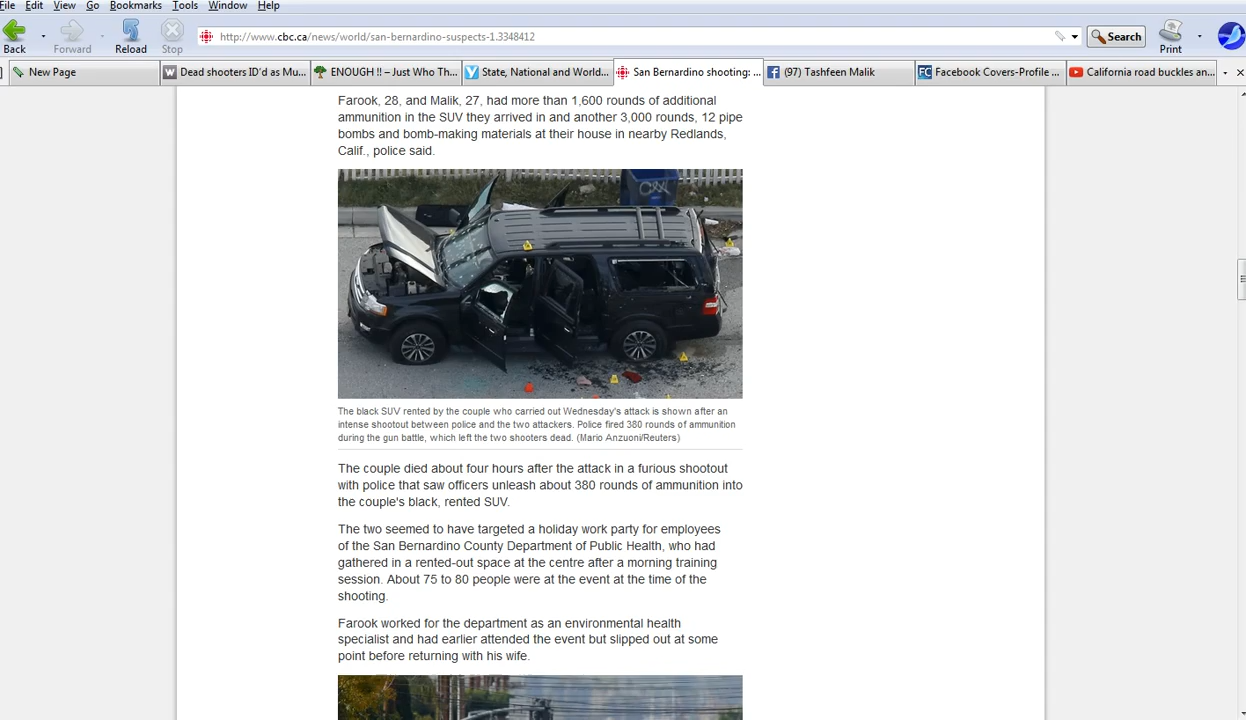 File Edit View Go Bookmarks Tools Window Help
Back Forward Reload Stop http://www.cbc.ca/news/world/san-bernardino-suspects-1.3348412 Search Print
New Page Dead shooters ID'd as Mu... ENOUGH !! – Just Who Th... State, National and World... San Bernardino shooting: ... (97) Tashfeen Malik Facebook Covers-Profile ... California road buckles an...
Farook, 28, and Malik, 27, had more than 1,600 rounds of additional
ammunition in the SUV they arrived in and another 3,000 rounds, 12 pipe
bombs and bomb-making materials at their house in nearby Redlands,
Calif., police said.
The black SUV rented by the couple who carried out Wednesday's attack is shown after an
intense shootout between police and the two attackers. Police fired 380 rounds of ammunition
during the gun battle, which left the two shooters dead. (Mario Anzuoni/Reuters)
The couple died about four hours after the attack in a furious shootout
with police that saw officers unleash about 380 rounds of ammunition into
the couple's black, rented SUV.
The two seemed to have targeted a holiday work party for employees
of the San Bernardino County Department of Public Health, who had
gathered in a rented-out space at the centre after a morning training
session. About 75 to 80 people were at the event at the time of the
shooting.
Farook worked for the department as an environmental health
specialist and had earlier attended the event but slipped out at some
point before returning with his wife.